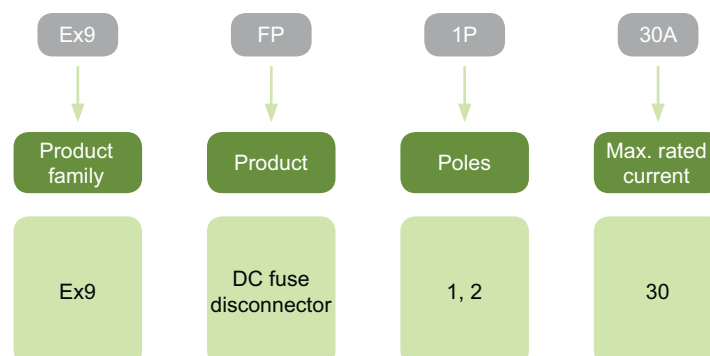 Ex9 FP 1P 30A
Product family
Product
Poles
Max. rated current
Ex9
DC fuse disconnector
1, 2
30